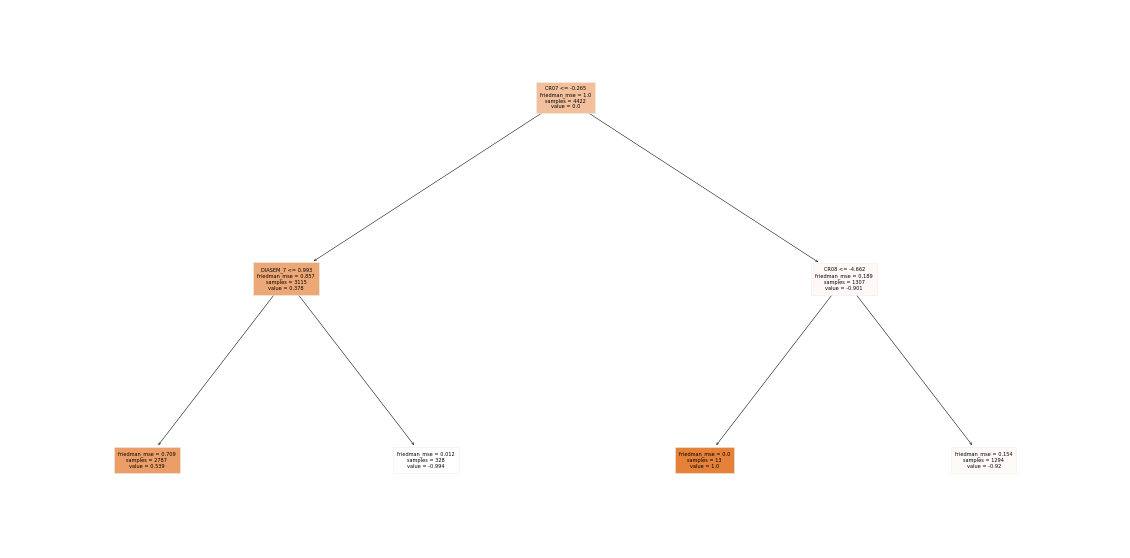 CR07 <= -0.265
friedman_mse = 1.0
samples = 4422
value = 0.0
DIASEM_7 <= 0.993
friedman_mse = 0.857
samples = 3115
value = 0.378
CR08 <= -4.662
friedman_mse = 0.189
samples = 1307
value = -0.901
friedman_mse = 0.709
samples = 2787
value = 0.539
friedman_mse = 0.012
samples = 328
value = -0.994
friedman_mse = 0.0
samples = 13
value = 1.0
friedman_mse = 0.154
samples = 1294
value = -0.92